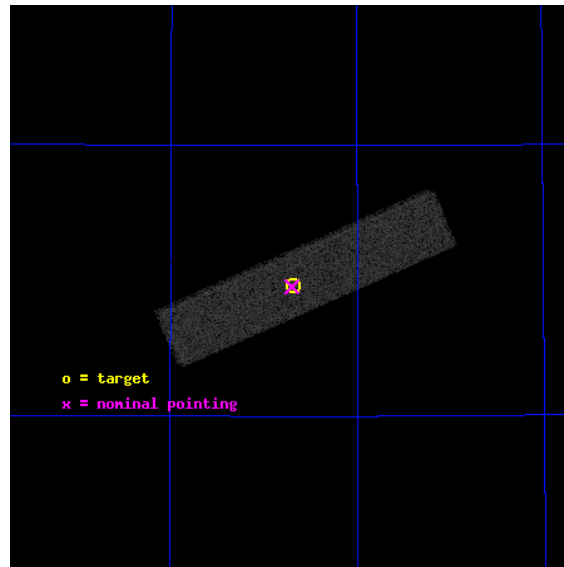 o = target
x = nominal pointing